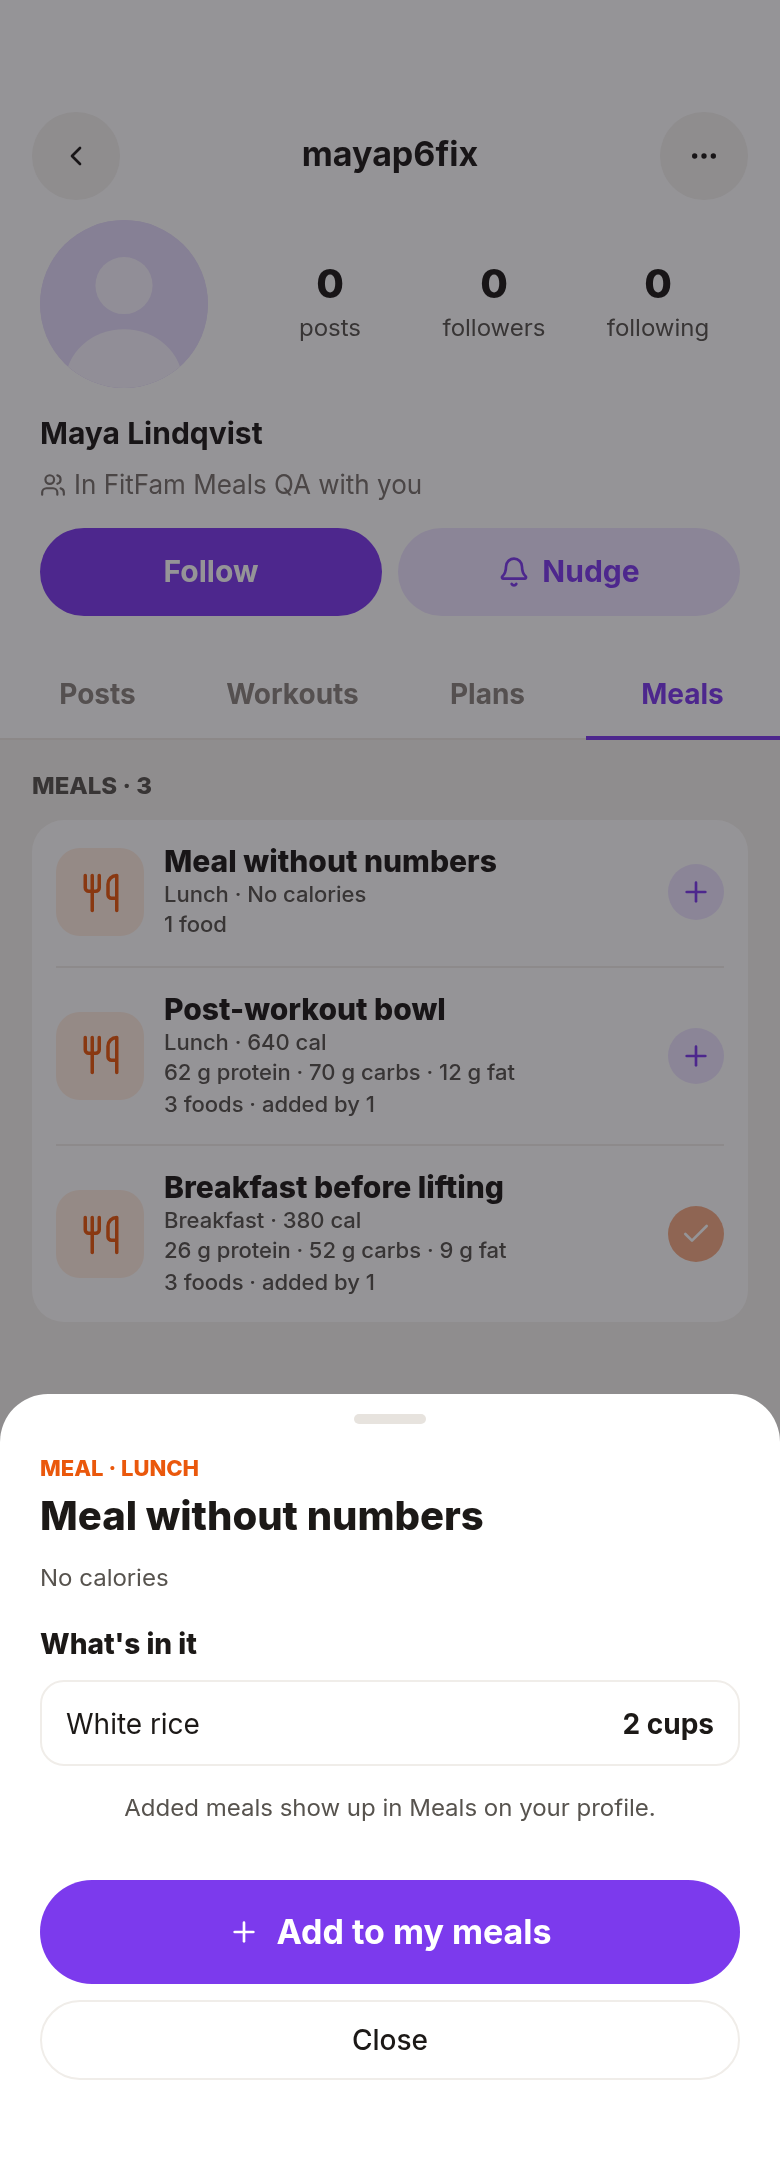 mayap6fix
0 0 0
posts followers following
Maya Lindqvist
In FitFam Meals QA with you
Follow Nudge
Posts Workouts Plans Meals
MEALS · 3
Meal without numbers
Lunch · No calories
1 food
Post-workout bowl
Lunch · 640 cal
62 g protein · 70 g carbs · 12 g fat
3 foods · added by 1
Breakfast before lifting
Breakfast · 380 cal
26 g protein · 52 g carbs · 9 g fat
3 foods · added by 1
MEAL · LUNCH
Meal without numbers
No calories
What's in it
White rice 2 cups
Added meals show up in Meals on your profile.
Add to my meals
Close